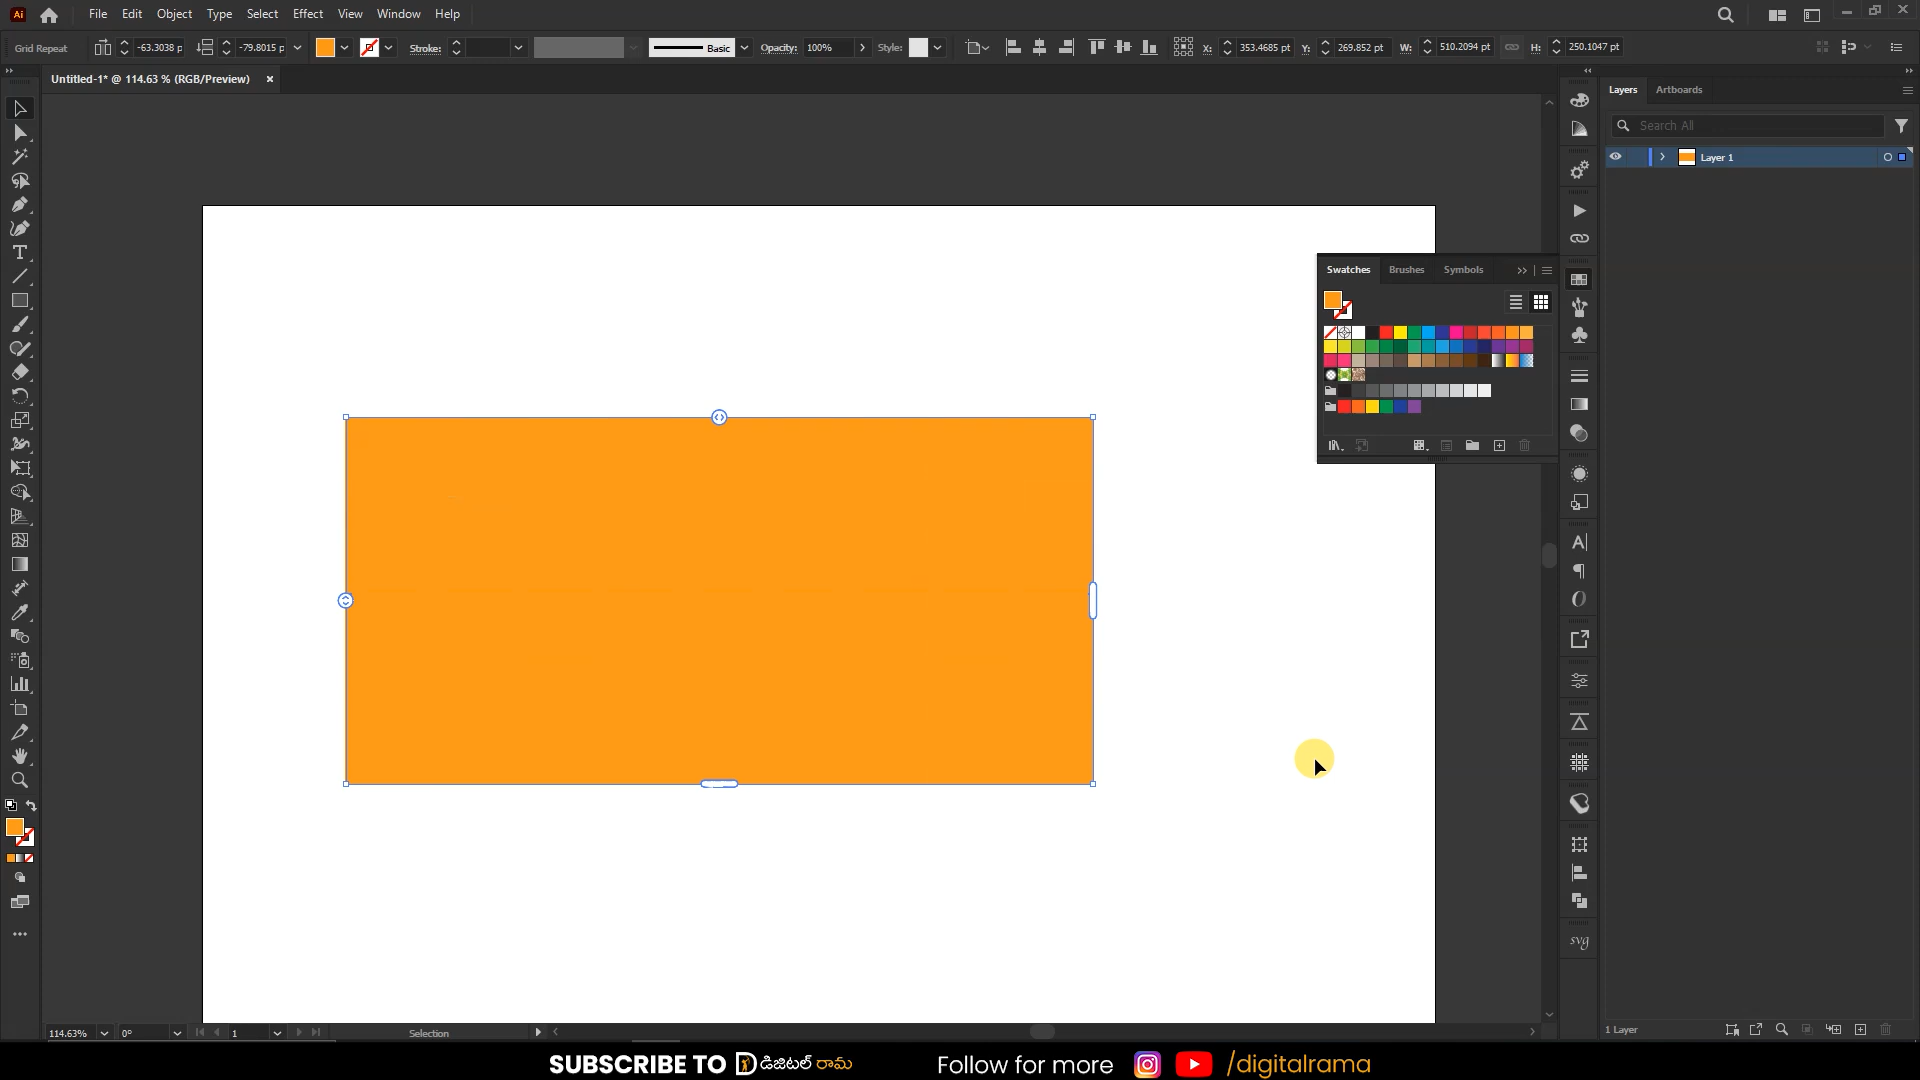 Ai File Edit Object Type Select Effect View Window Help
Grid Repeat -63.3038 p -79.8015 p Stroke: Basic Opacity: 100% Style: X: 353.4685 pt Y: 269.852 pt W: 510.2094 pt H: 250.1047 pt
Untitled-1* @ 114.63 % (RGB/Preview) ×
Layers Artboards
Search All
Layer 1
Swatches Brushes Symbols
svg
114.63% 0° 1 Selection
1 Layer
SUBSCRIBE TO డిజిటల్ రామ Follow for more /digitalrama